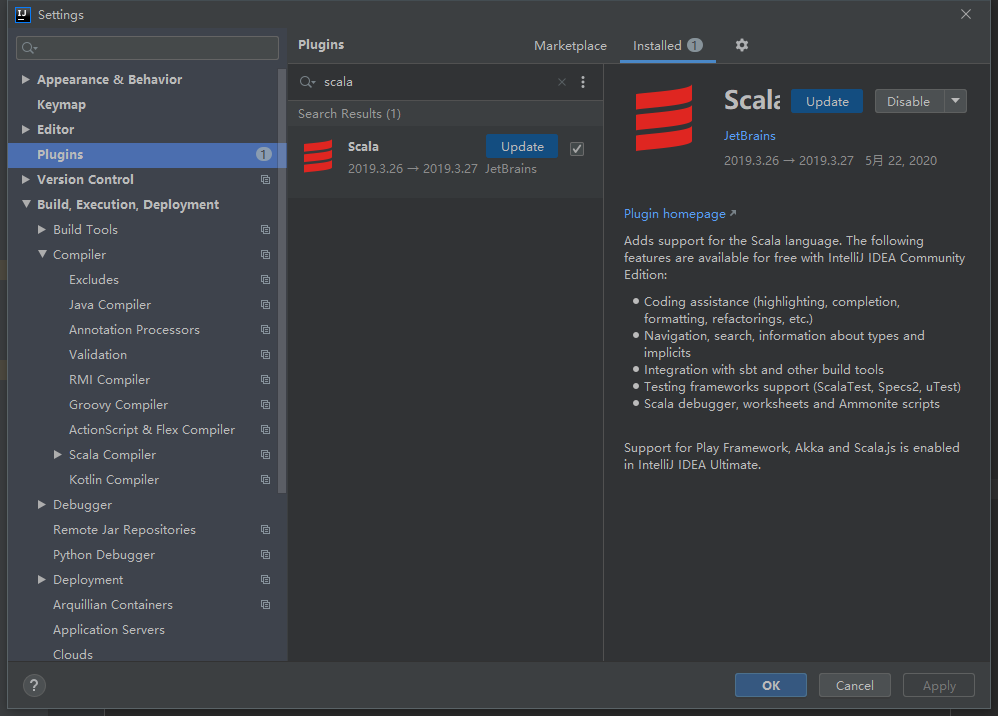 Settings
Plugins
Marketplace
Installed 1
Appearance & Behavior
Keymap
Editor
Plugins 1
Version Control
Build, Execution, Deployment
Build Tools
Compiler
Excludes
Java Compiler
Annotation Processors
Validation
RMI Compiler
Groovy Compiler
ActionScript & Flex Compiler
Scala Compiler
Kotlin Compiler
Debugger
Remote Jar Repositories
Python Debugger
Deployment
Arquillian Containers
Application Servers
Clouds
scala
Search Results (1)
Scala
Update
2019.3.26 → 2019.3.27 JetBrains
Scala
Update
Disable
JetBrains
2019.3.26 → 2019.3.27 5月 22, 2020
Plugin homepage ↗
Adds support for the Scala language. The following
features are available for free with IntelliJ IDEA Community
Edition:
• Coding assistance (highlighting, completion,
formatting, refactorings, etc.)
• Navigation, search, information about types and
implicits
• Integration with sbt and other build tools
• Testing frameworks support (ScalaTest, Specs2, uTest)
• Scala debugger, worksheets and Ammonite scripts
Support for Play Framework, Akka and Scala.js is enabled
in IntelliJ IDEA Ultimate.
?
OK
Cancel
Apply